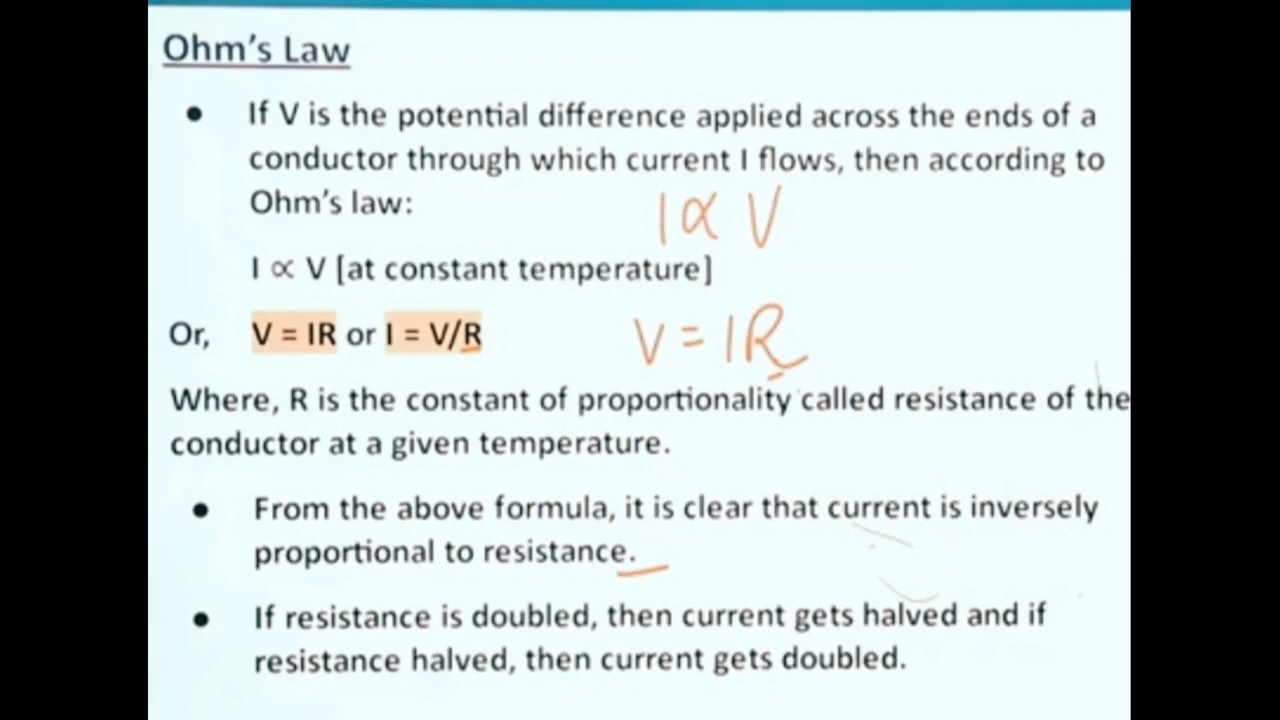 Ohm's Law
• If V is the potential difference applied across the ends of a
conductor through which current I flows, then according to
Ohm's law:
I ∝ V
I ∝ V [at constant temperature]
Or, V = IR or I = V/R
V = IR
Where, R is the constant of proportionality called resistance of the
conductor at a given temperature.
• From the above formula, it is clear that current is inversely
proportional to resistance.
• If resistance is doubled, then current gets halved and if
resistance halved, then current gets doubled.